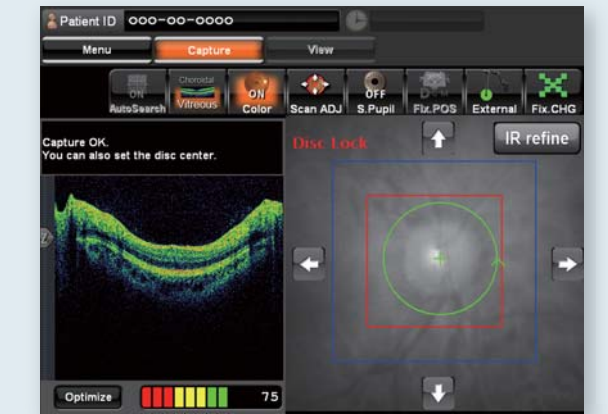 Patient ID 000-00-0000
Menu Capture View
ON Choroidal Vitreous ON OFF
AutoSearch Color Scan ADJ S.Pupil Fix.POS External Fix.CHG
Capture OK.
You can also set the disc center.
Disc Lock
IR refine
Z
Optimize 75